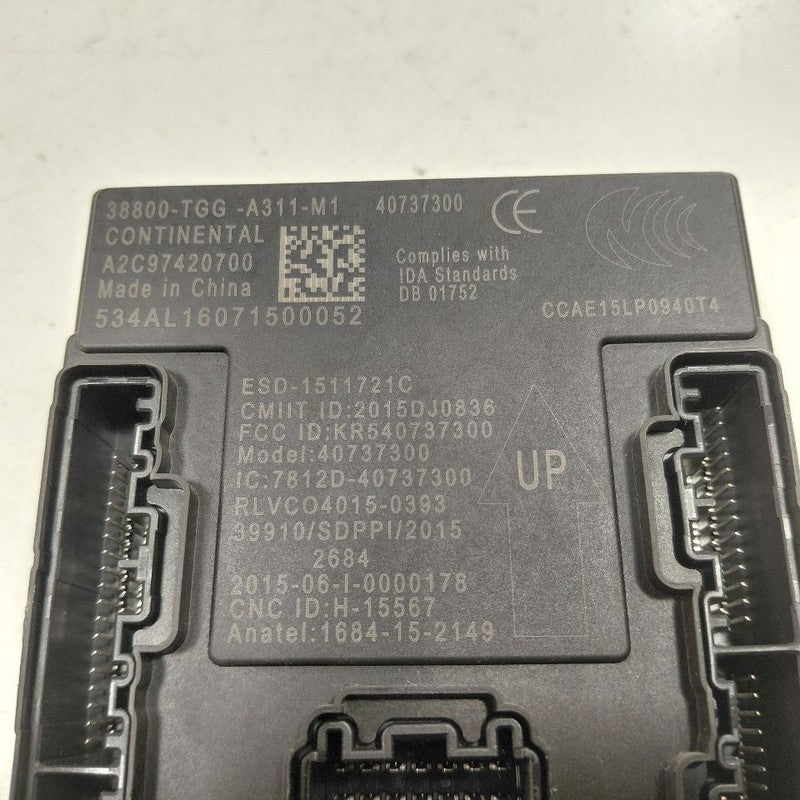 38800-TGG -A311-M1 40737300 CE
CONTINENTAL
A2C97420700
Made in China
534AL16071500052
Complies with
IDA Standards
DB 01752
CCAE15LP0940T4
ESD-1511721C
CMIIT ID:2015DJ0836
FCC ID:KR540737300
Model:40737300
IC:7812D-40737300
RLVCO4015-0393
39910/SDPPI/2015
2684
2015-06-I-0000178
CNC ID:H-15567
Anatel:1684-15-2149
UP